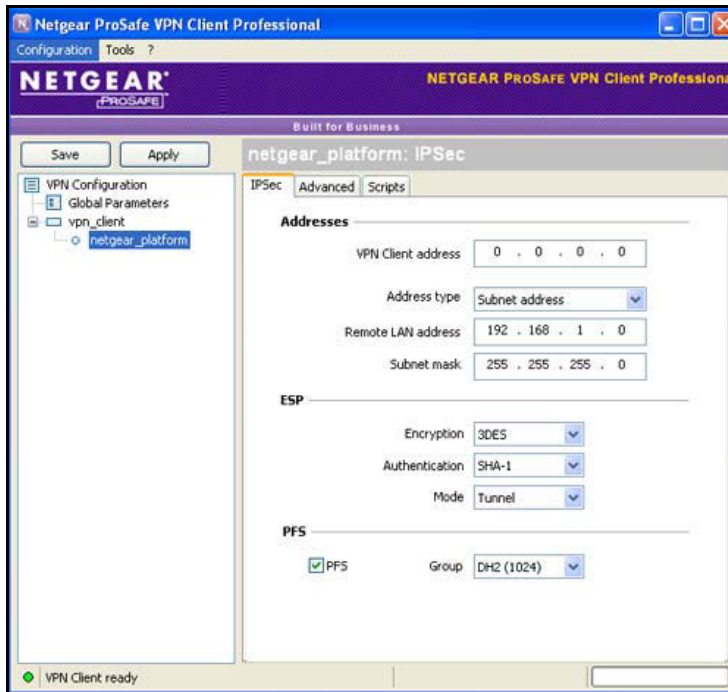 Netgear ProSafe VPN Client Professional
Configuration Tools ?
NETGEAR®
PROSAFE
NETGEAR PROSAFE VPN Client Professiona
Built for Business
Save Apply
netgear_platform: IPSec
VPN Configuration
Global Parameters
vpn_client
netgear_platform
IPSec Advanced Scripts
Addresses
VPN Client address 0 . 0 . 0 . 0
Address type Subnet address
Remote LAN address 192 . 168 . 1 . 0
Subnet mask 255 . 255 . 255 . 0
ESP
Encryption 3DES
Authentication SHA-1
Mode Tunnel
PFS
PFS Group DH2 (1024)
VPN Client ready